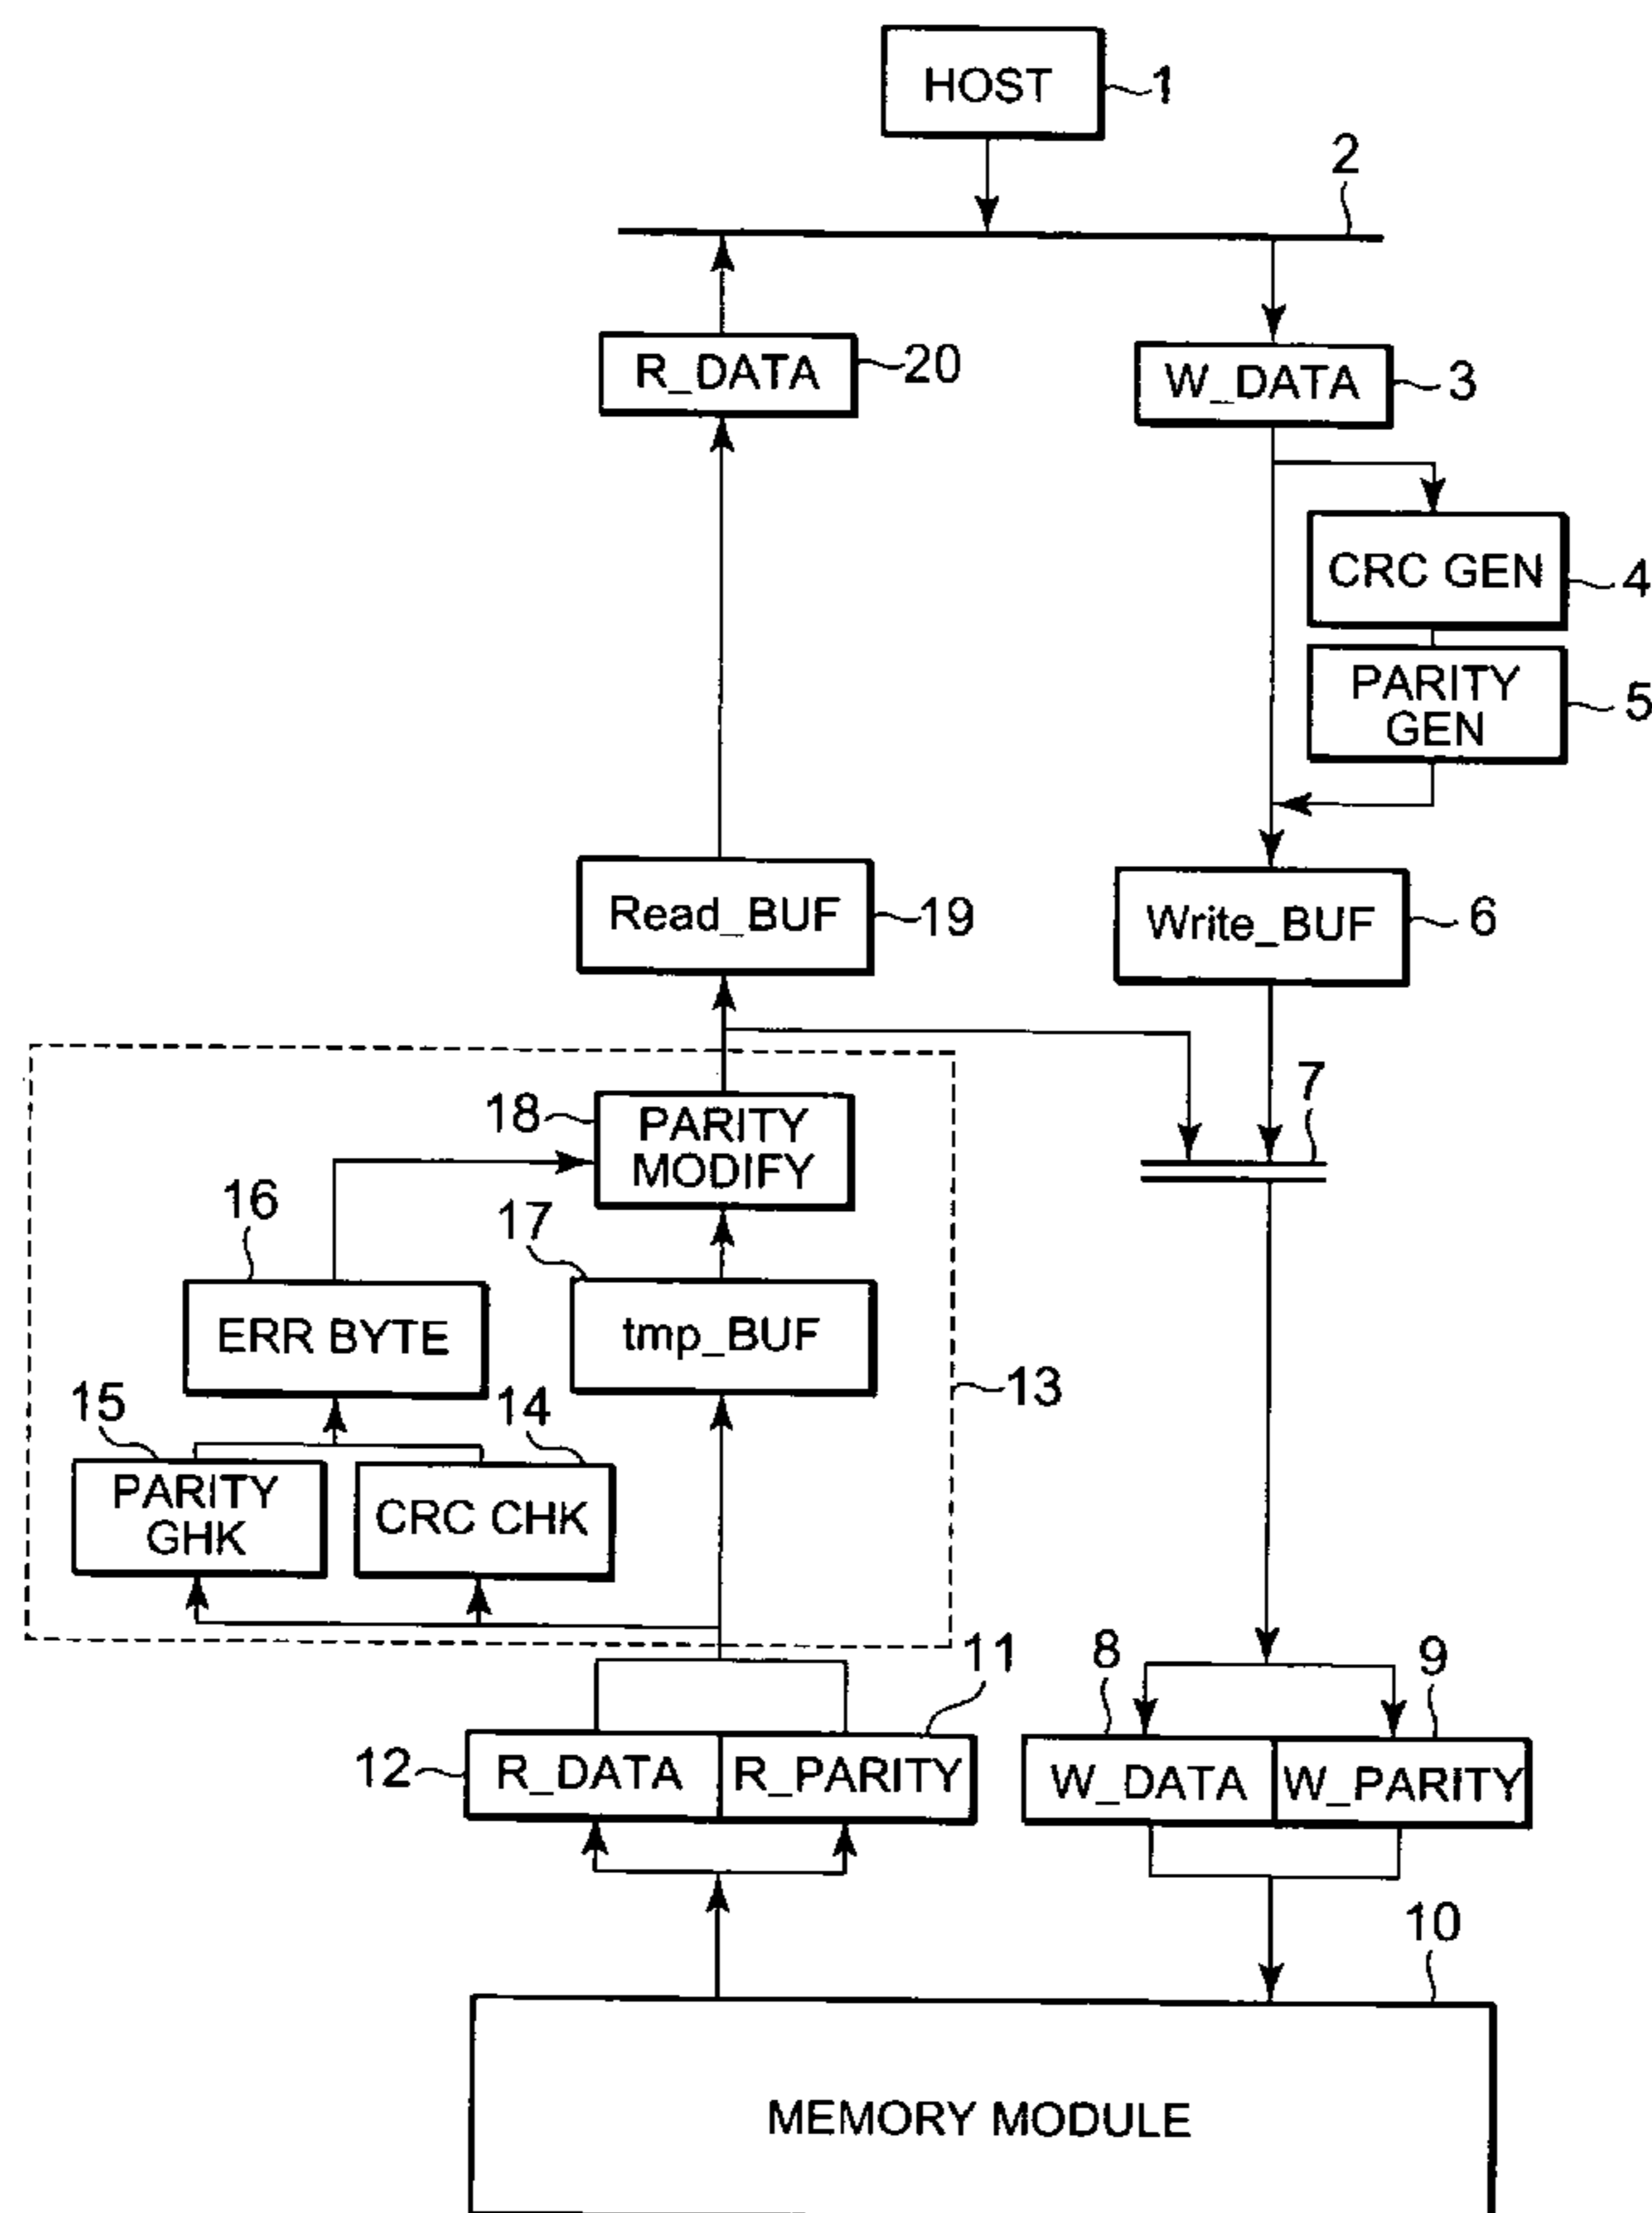 HOST
1
2
R_DATA
20
W_DATA
3
CRC GEN
4
PARITY
GEN
5
Read_BUF
19
Write_BUF
6
7
18
PARITY
MODIFY
16
17
ERR BYTE
tmp_BUF
13
15
14
PARITY
GHK
CRC CHK
11
8
9
12
R_DATA
R_PARITY
W_DATA
W_PARITY
10
MEMORY MODULE